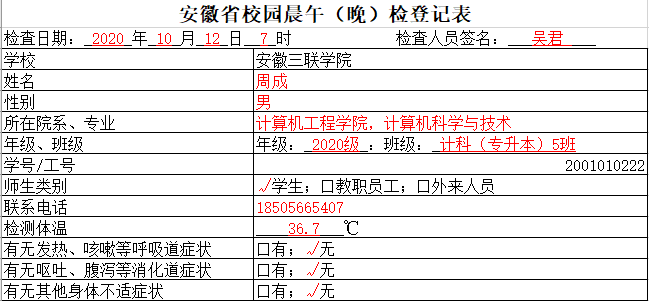 安徽省校园晨午（晚）检登记表
检查日期： 2020 年 10 月 12 日 7 时 检查人员签名： 吴君
学校 安徽三联学院
姓名 周成
性别 男
所在院系、专业 计算机工程学院，计算机科学与技术
年级、班级 年级： 2020级 ：班级： 计科（专升本）5班
学号/工号 2001010222
师生类别 √学生；口教职员工；口外来人员
联系电话 18505665407
检测体温 36.7 ℃
有无发热、咳嗽等呼吸道症状 口有；√无
有无呕吐、腹泻等消化道症状 口有；√无
有无其他身体不适症状 口有；√无